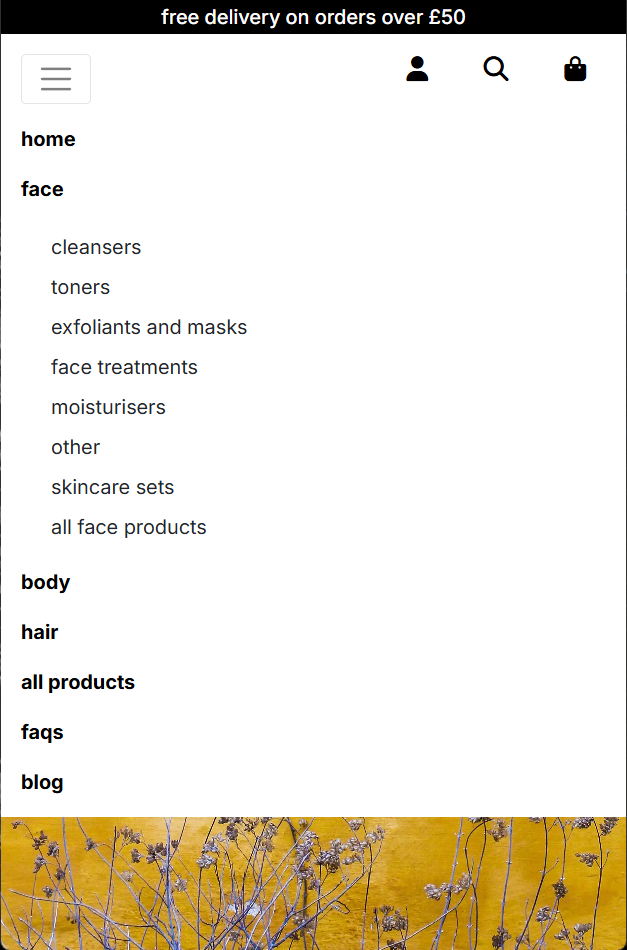 free delivery on orders over £50
home
face
cleansers
toners
exfoliants and masks
face treatments
moisturisers
other
skincare sets
all face products
body
hair
all products
faqs
blog